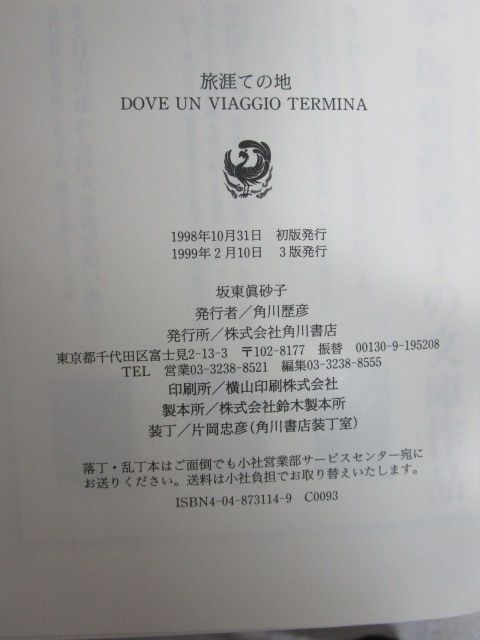 旅涯ての地
DOVE UN VIAGGIO TERMINA
1998年10月31日　初版発行
1999年２月10日　３版発行
坂東眞砂子
発行者／角川歴彦
発行所／株式会社角川書店
東京都千代田区富士見2-13-3　〒102-8177　振替　00130-9-195208
TEL　営業03-3238-8521　編集03-3238-8555
印刷所／横山印刷株式会社
製本所／株式会社鈴木製本所
装丁／片岡忠彦(角川書店装丁室)
落丁・乱丁本はご面倒でも小社営業部サービスセンター宛に
お送りください。送料は小社負担でお取り替えいたします。
ISBN4-04-873114-9　C0093